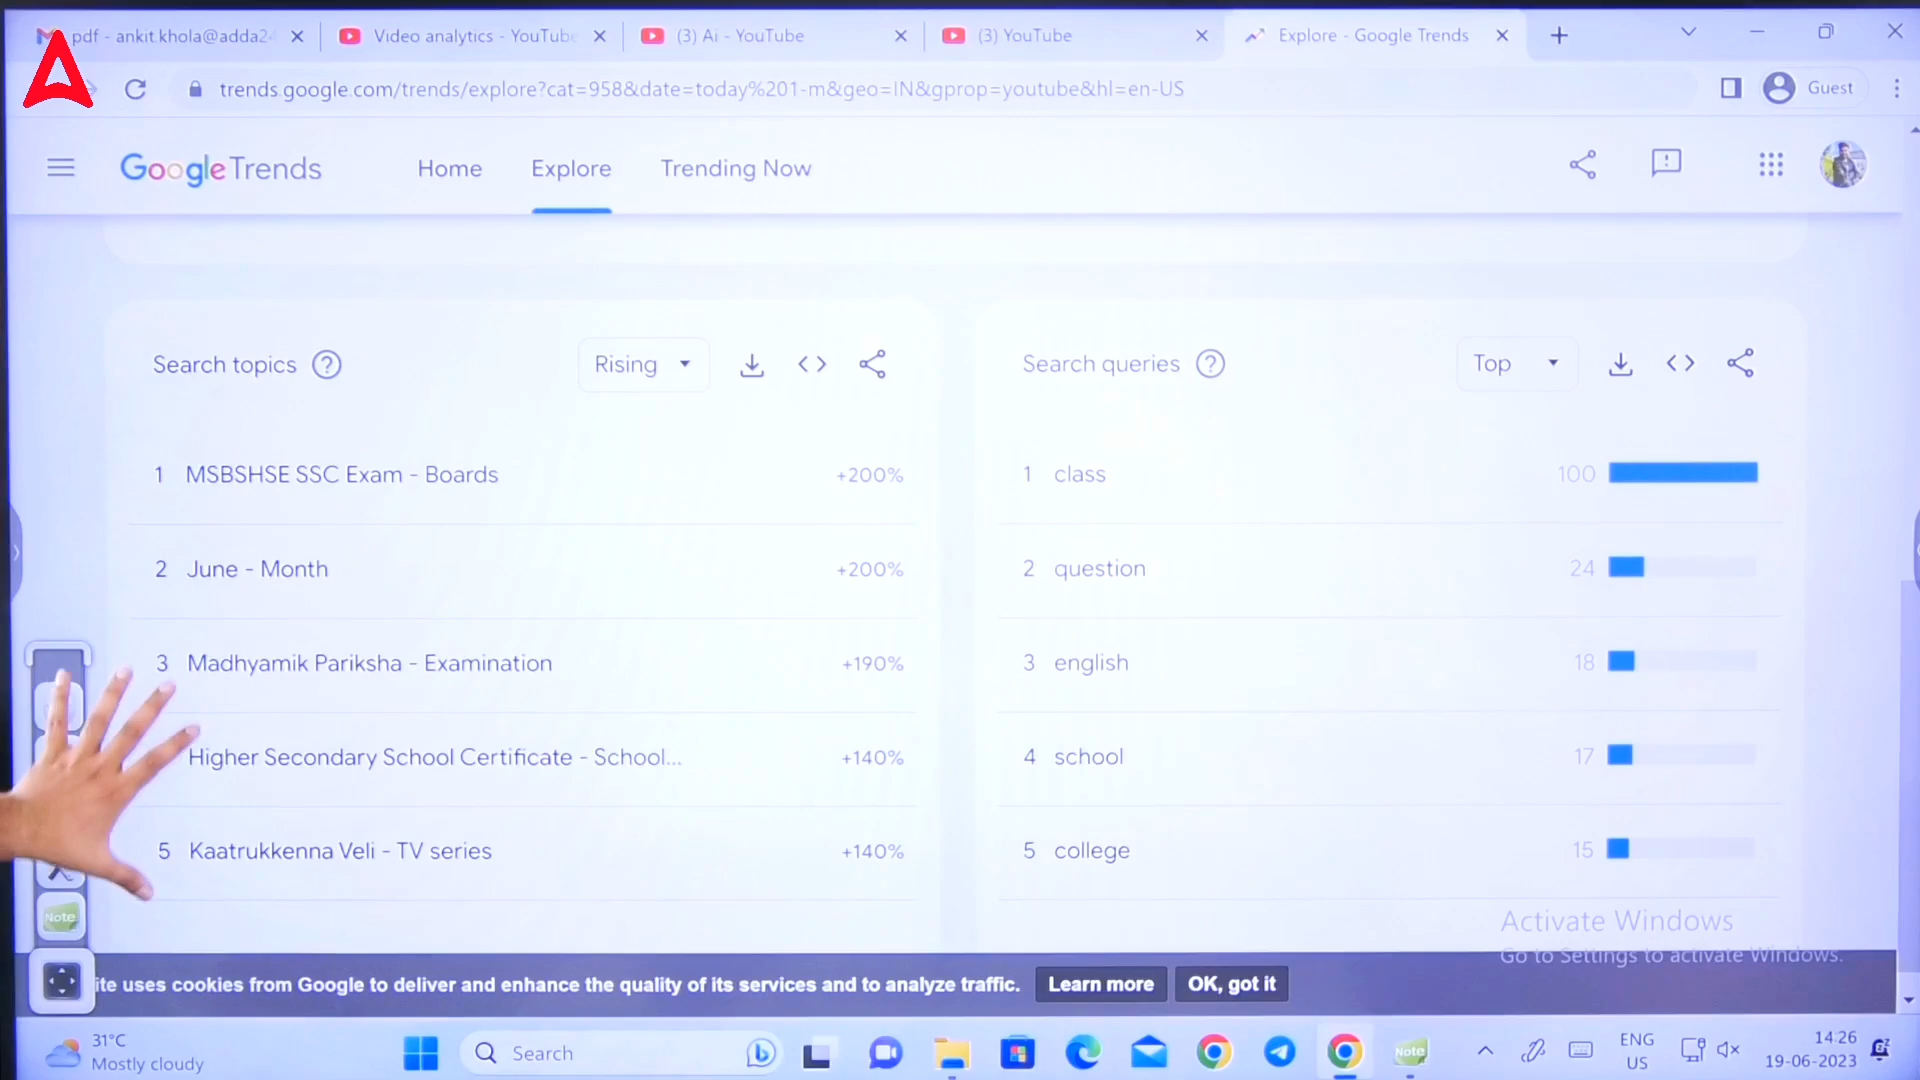 pdf - ankit.khola@adda24
Video analytics - YouTube
(3) Ai - YouTube
(3) YouTube
Explore - Google Trends
trends.google.com/trends/explore?cat=958&date=today%201-m&geo=IN&gprop=youtube&hl=en-US
Guest
Google Trends
Home
Explore
Trending Now
Search topics
Rising
1 MSBSHSE SSC Exam - Boards +200%
2 June - Month +200%
3 Madhyamik Pariksha - Examination +190%
Higher Secondary School Certificate - School... +140%
5 Kaatrukkenna Veli - TV series +140%
Search queries
Top
1 class 100
2 question 24
3 english 18
4 school 17
5 college 15
Activate Windows
Go to Settings to activate Windows.
ite uses cookies from Google to deliver and enhance the quality of its services and to analyze traffic.
Learn more
OK, got it
Note
31°C
Mostly cloudy
Search
Note
ENG
US
14:26
19-06-2023